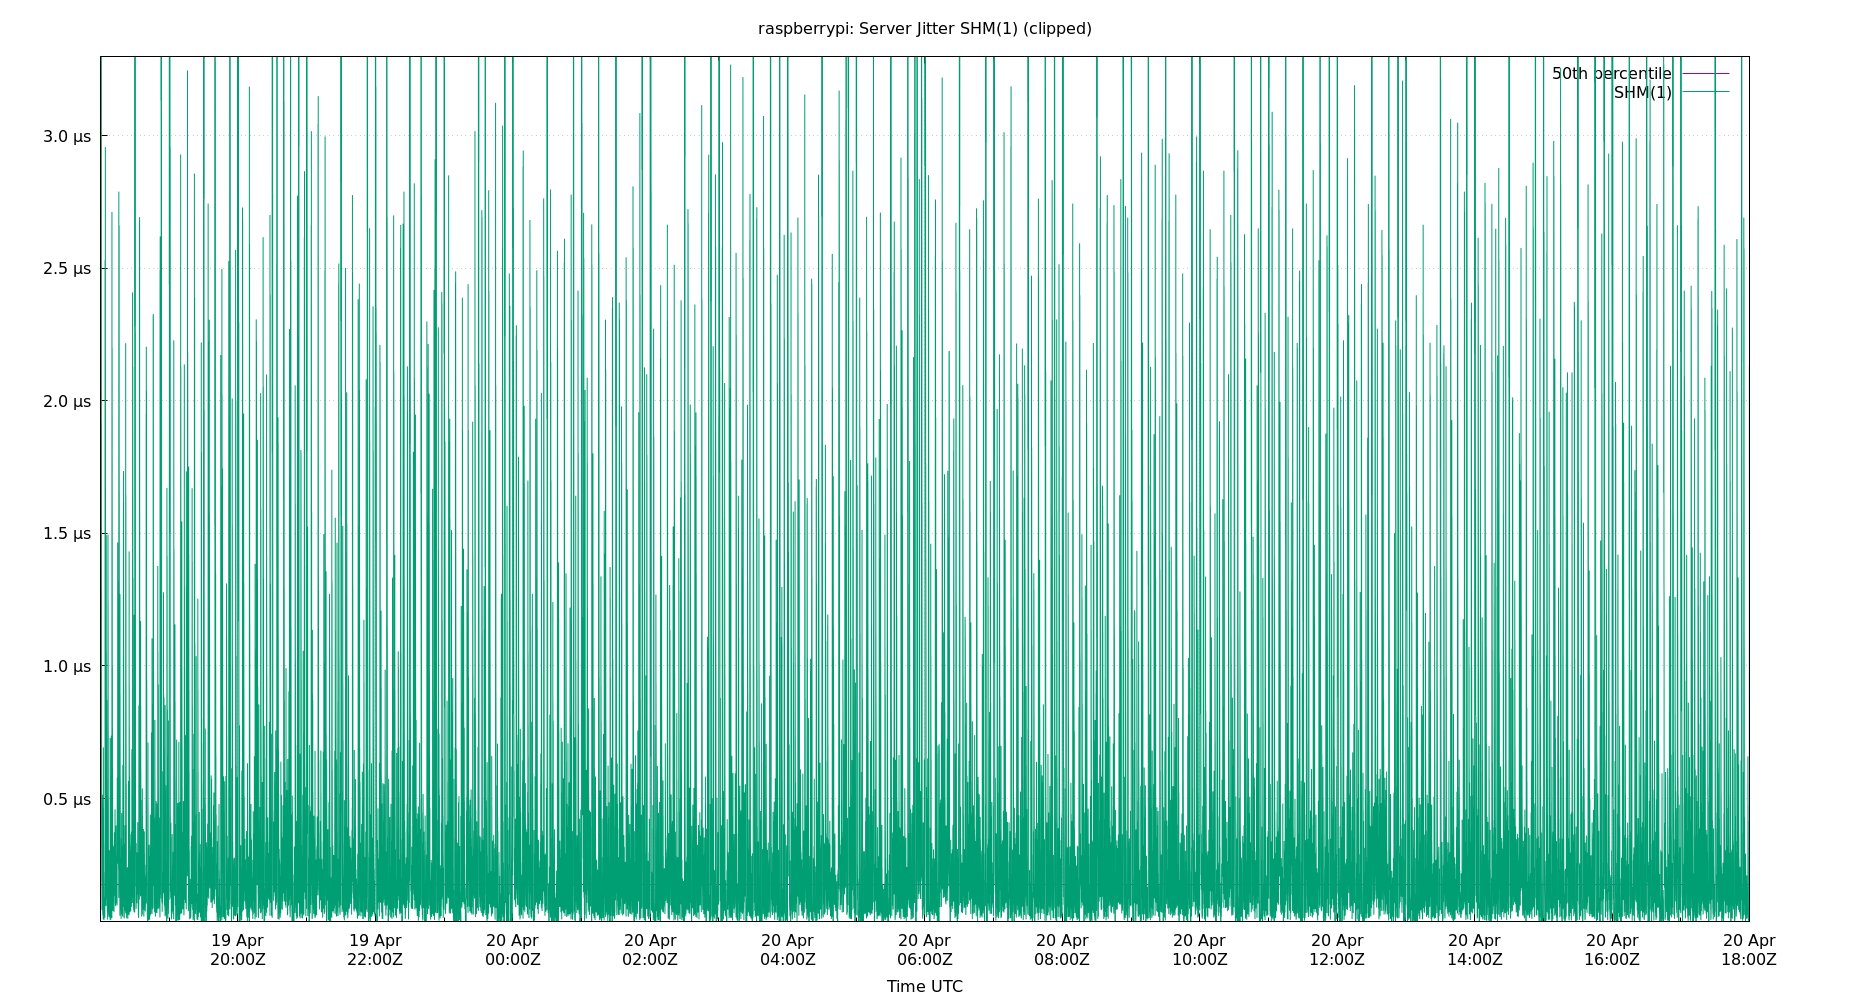 raspberrypi: Server Jitter SHM(1) (clipped)
50th percentile
SHM(1)
3.0 µs
2.5 µs
2.0 µs
1.5 µs
1.0 µs
0.5 µs
19 Apr 19 Apr 20 Apr 20 Apr 20 Apr 20 Apr 20 Apr 20 Apr 20 Apr 20 Apr 20 Apr 20 Apr
20:00Z 22:00Z 00:00Z 02:00Z 04:00Z 06:00Z 08:00Z 10:00Z 12:00Z 14:00Z 16:00Z 18:00Z
Time UTC